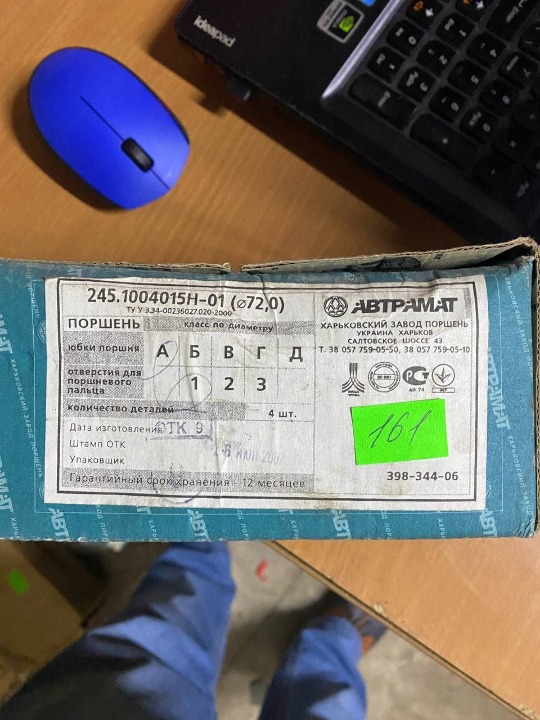 ideapad
245.1004015Н-01 (⌀72,0)
ТУ У 3.34-00236027.020-2000
ПОРШЕНЬ
класс по диаметру
юбки поршня
А Б В Г Д
отверстия для
поршневого
пальца
1 2 3
количество деталей
4 шт.
Дата изготовления
ОТК 9
Штамп ОТК
Упаковщик
Гарантийный срок хранения - 12 месяцев
АВТРАМАТ
ХАРЬКОВСКИЙ ЗАВОД ПОРШЕНЬ
УКРАИНА ХАРЬКОВ
САЛТОВСКОЕ ШОССЕ 43
Т. 38 057 759-05-50, 38 057 759-05-10
АЯ 74
161
398-344-06